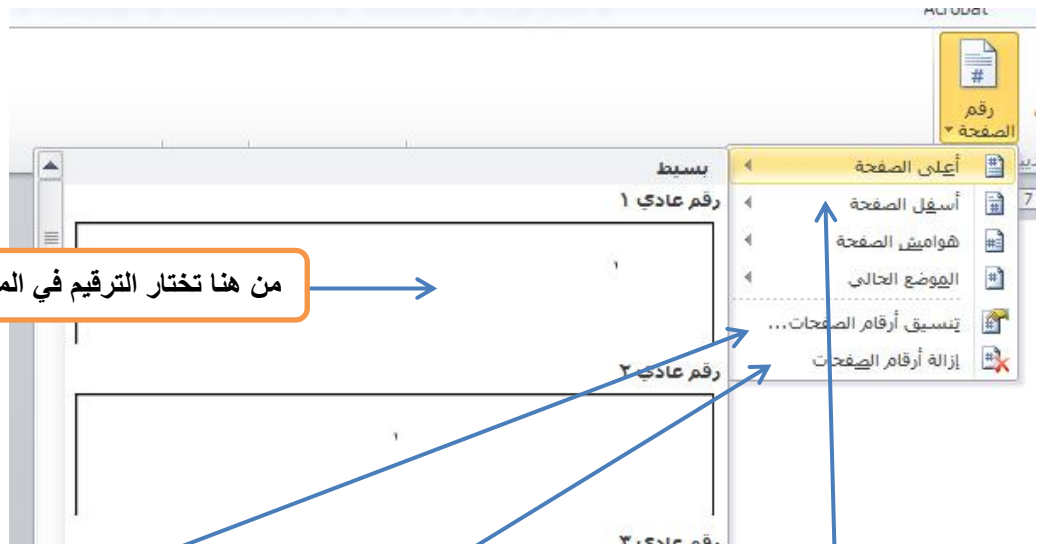 Acrobat
#
رقم
الصفحة
أعلى الصفحة
أسفل الصفحة
هوامش الصفحة
الموضع الحالي
تنسيق أرقام الصفحات...
إزالة أرقام الصفحات
7
بسيط
رقم عادي ١
١
من هنا تختار الترقيم في
رقم عادي ٢
١
رقم عادي ٣